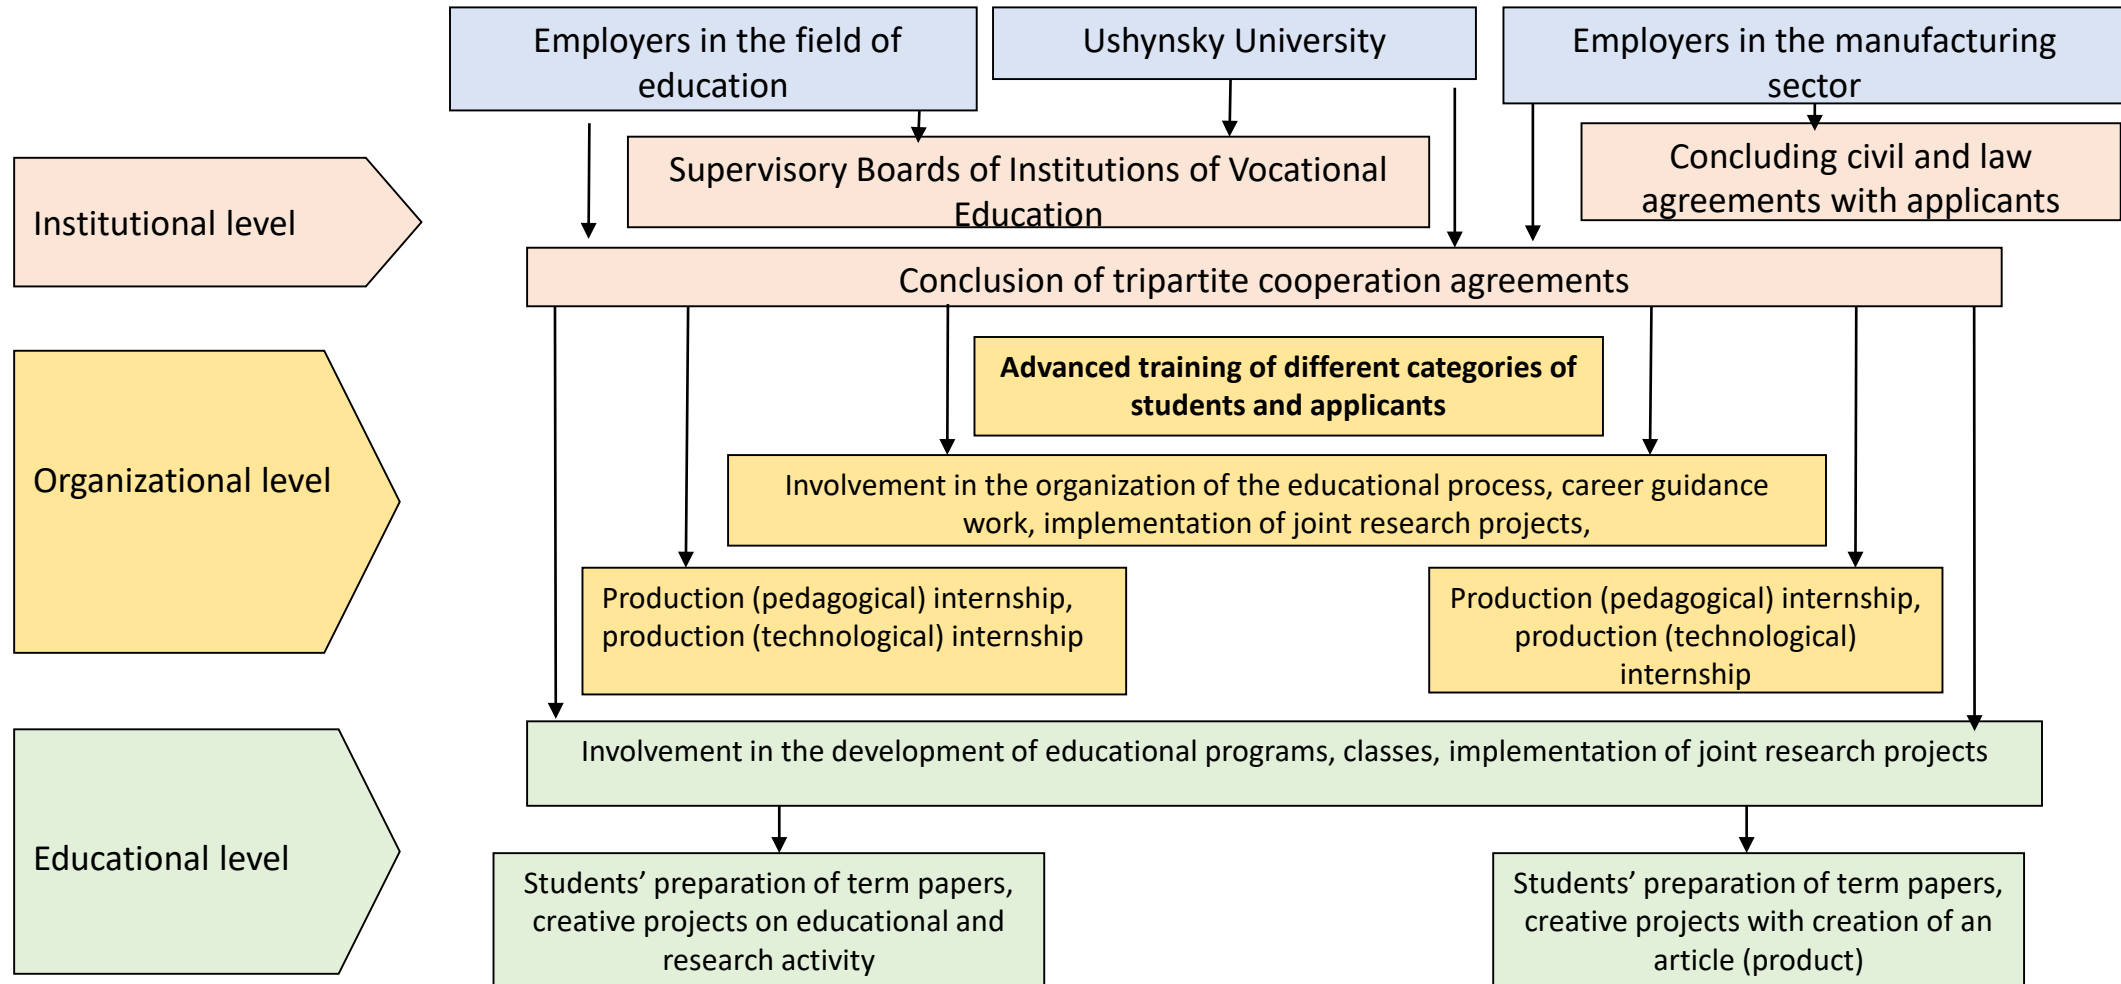 Employers in the field of
education
Ushynsky University
Employers in the manufacturing
sector
Supervisory Boards of Institutions of Vocational
Education
Concluding civil and law
agreements with applicants
Institutional level
Conclusion of tripartite cooperation agreements
Advanced training of different categories of
students and applicants
Organizational level
Involvement in the organization of the educational process, career guidance
work, implementation of joint research projects,
Production (pedagogical) internship,
production (technological) internship
Production (pedagogical) internship,
production (technological)
internship
Involvement in the development of educational programs, classes, implementation of joint research projects
Educational level
Students’ preparation of term papers,
creative projects on educational and
research activity
Students’ preparation of term papers,
creative projects with creation of an
article (product)